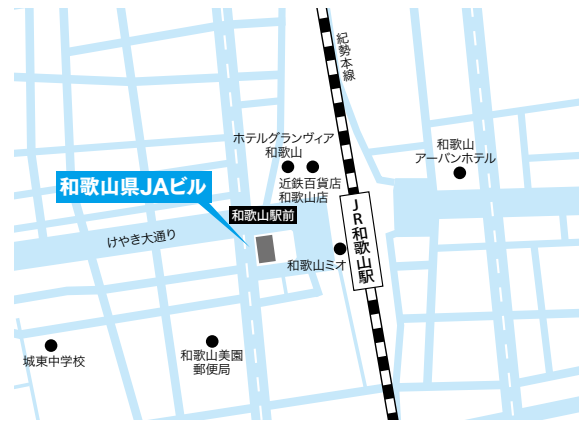 紀勢本線
ホテルグランヴィア
和歌山
和歌山
アーバンホテル
近鉄百貨店
和歌山店
和歌山県JAビル
和歌山駅前
けやき大通り
JR和歌山駅
和歌山ミオ
城東中学校
和歌山美園
郵便局